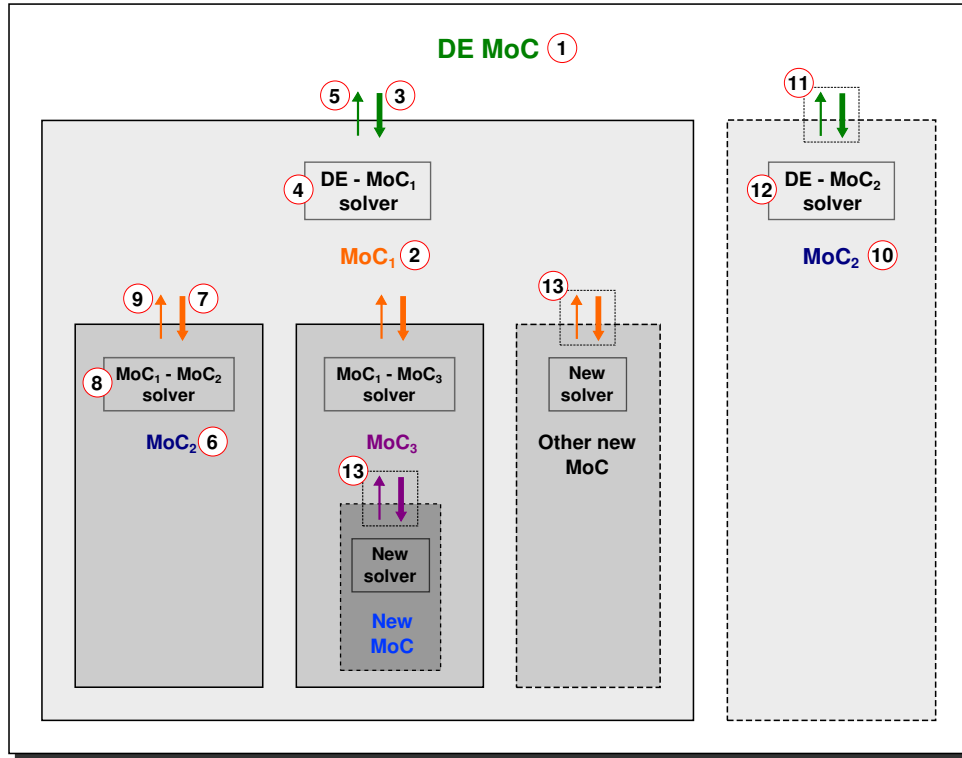 DE MoC 1
5 3
11
4 DE - MoC₁
solver
12 DE - MoC₂
solver
MoC₁ 2
MoC₂ 10
9 7
13
8 MoC₁ - MoC₂
solver
MoC₁ - MoC₃
solver
New
solver
MoC₂ 6
MoC₃
Other new
MoC
13
New
solver
New
MoC